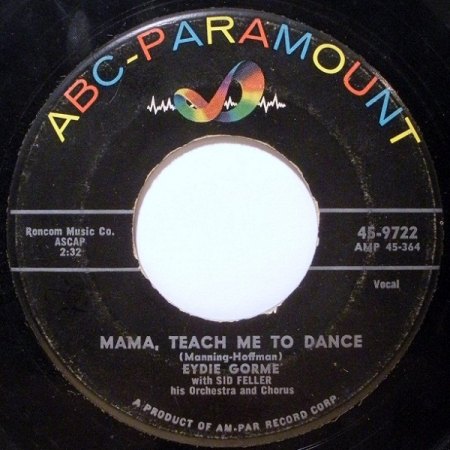 ABC-PARAMOUNT
Roncom Music Co.
ASCAP
2:32
45-9722
AMP 45-364
Vocal
MAMA, TEACH ME TO DANCE
(Manning-Hoffman)
EYDIE GORME
with SID FELLER
his Orchestra and Chorus
A PRODUCT OF AM-PAR RECORD CORP.